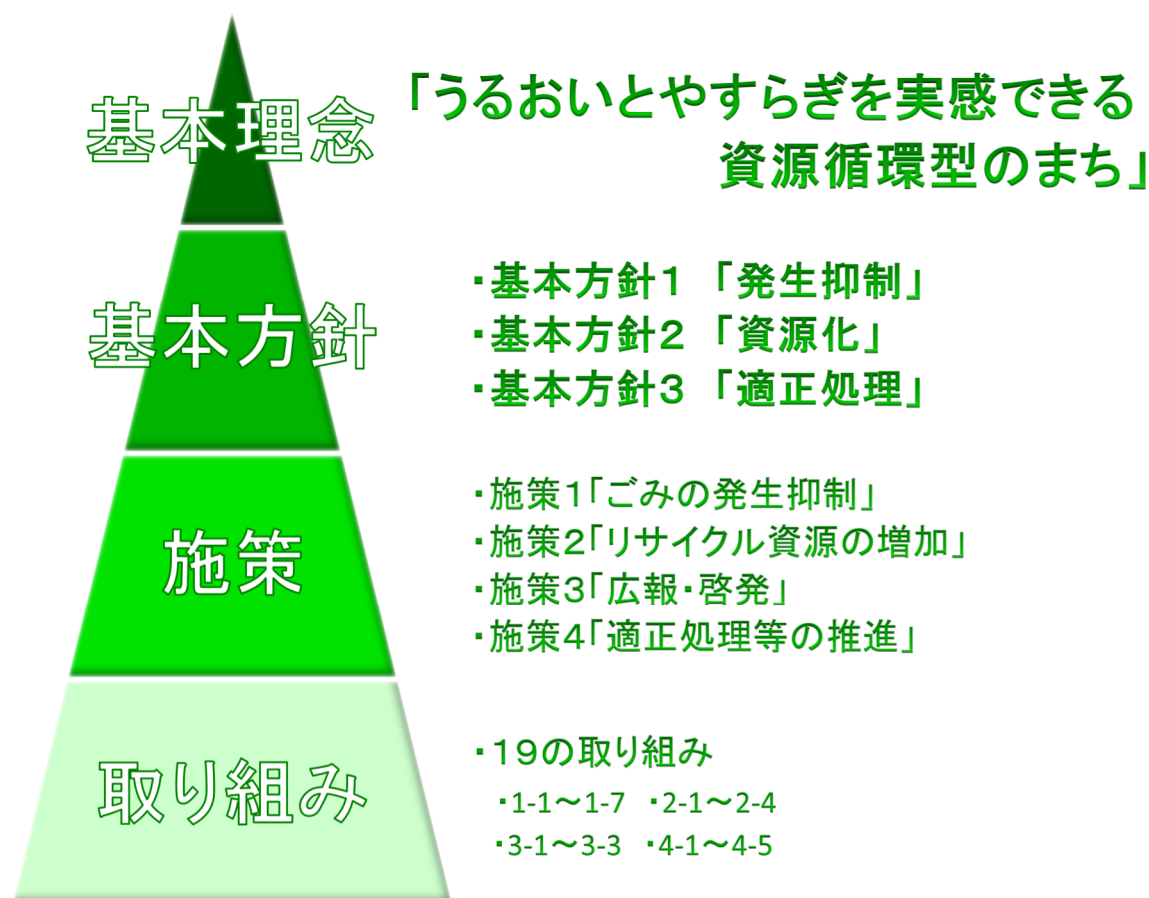 基本理念
「うるおいとやすらぎを実感できる
資源循環型のまち」
基本方針
・基本方針1 「発生抑制」
・基本方針2 「資源化」
・基本方針3 「適正処理」
施策
・施策1「ごみの発生抑制」
・施策2「リサイクル資源の増加」
・施策3「広報・啓発」
・施策4「適正処理等の推進」
取り組み
・19の取り組み
・1-1～1-7 ・2-1～2-4
・3-1～3-3 ・4-1～4-5